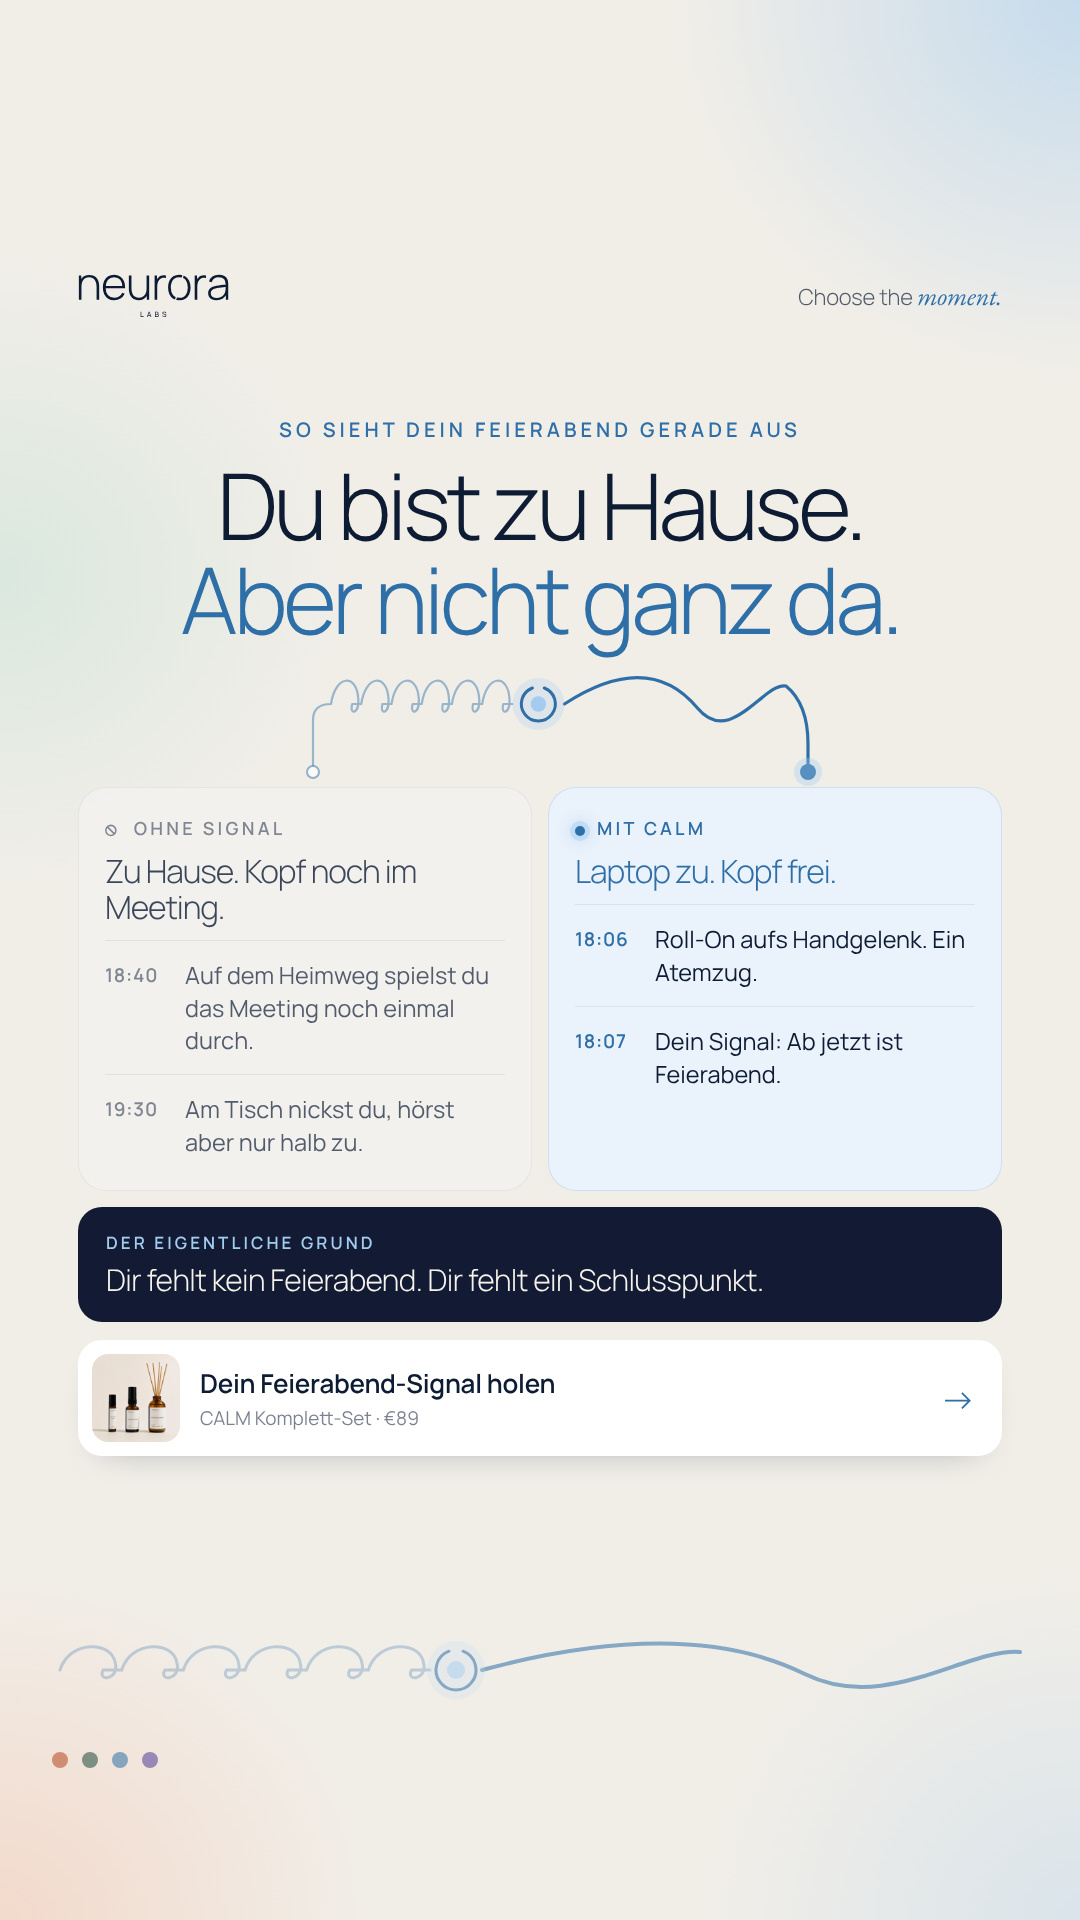 neurora
LABS
Choose the moment.
SO SIEHT DEIN FEIERABEND GERADE AUS
Du bist zu Hause.
Aber nicht ganz da.
OHNE SIGNAL
Zu Hause. Kopf noch im
Meeting.
18:40 Auf dem Heimweg spielst du
das Meeting noch einmal
durch.
19:30 Am Tisch nickst du, hörst
aber nur halb zu.
MIT CALM
Laptop zu. Kopf frei.
18:06 Roll-On aufs Handgelenk. Ein
Atemzug.
18:07 Dein Signal: Ab jetzt ist
Feierabend.
DER EIGENTLICHE GRUND
Dir fehlt kein Feierabend. Dir fehlt ein Schlusspunkt.
Dein Feierabend-Signal holen
CALM Komplett-Set · €89